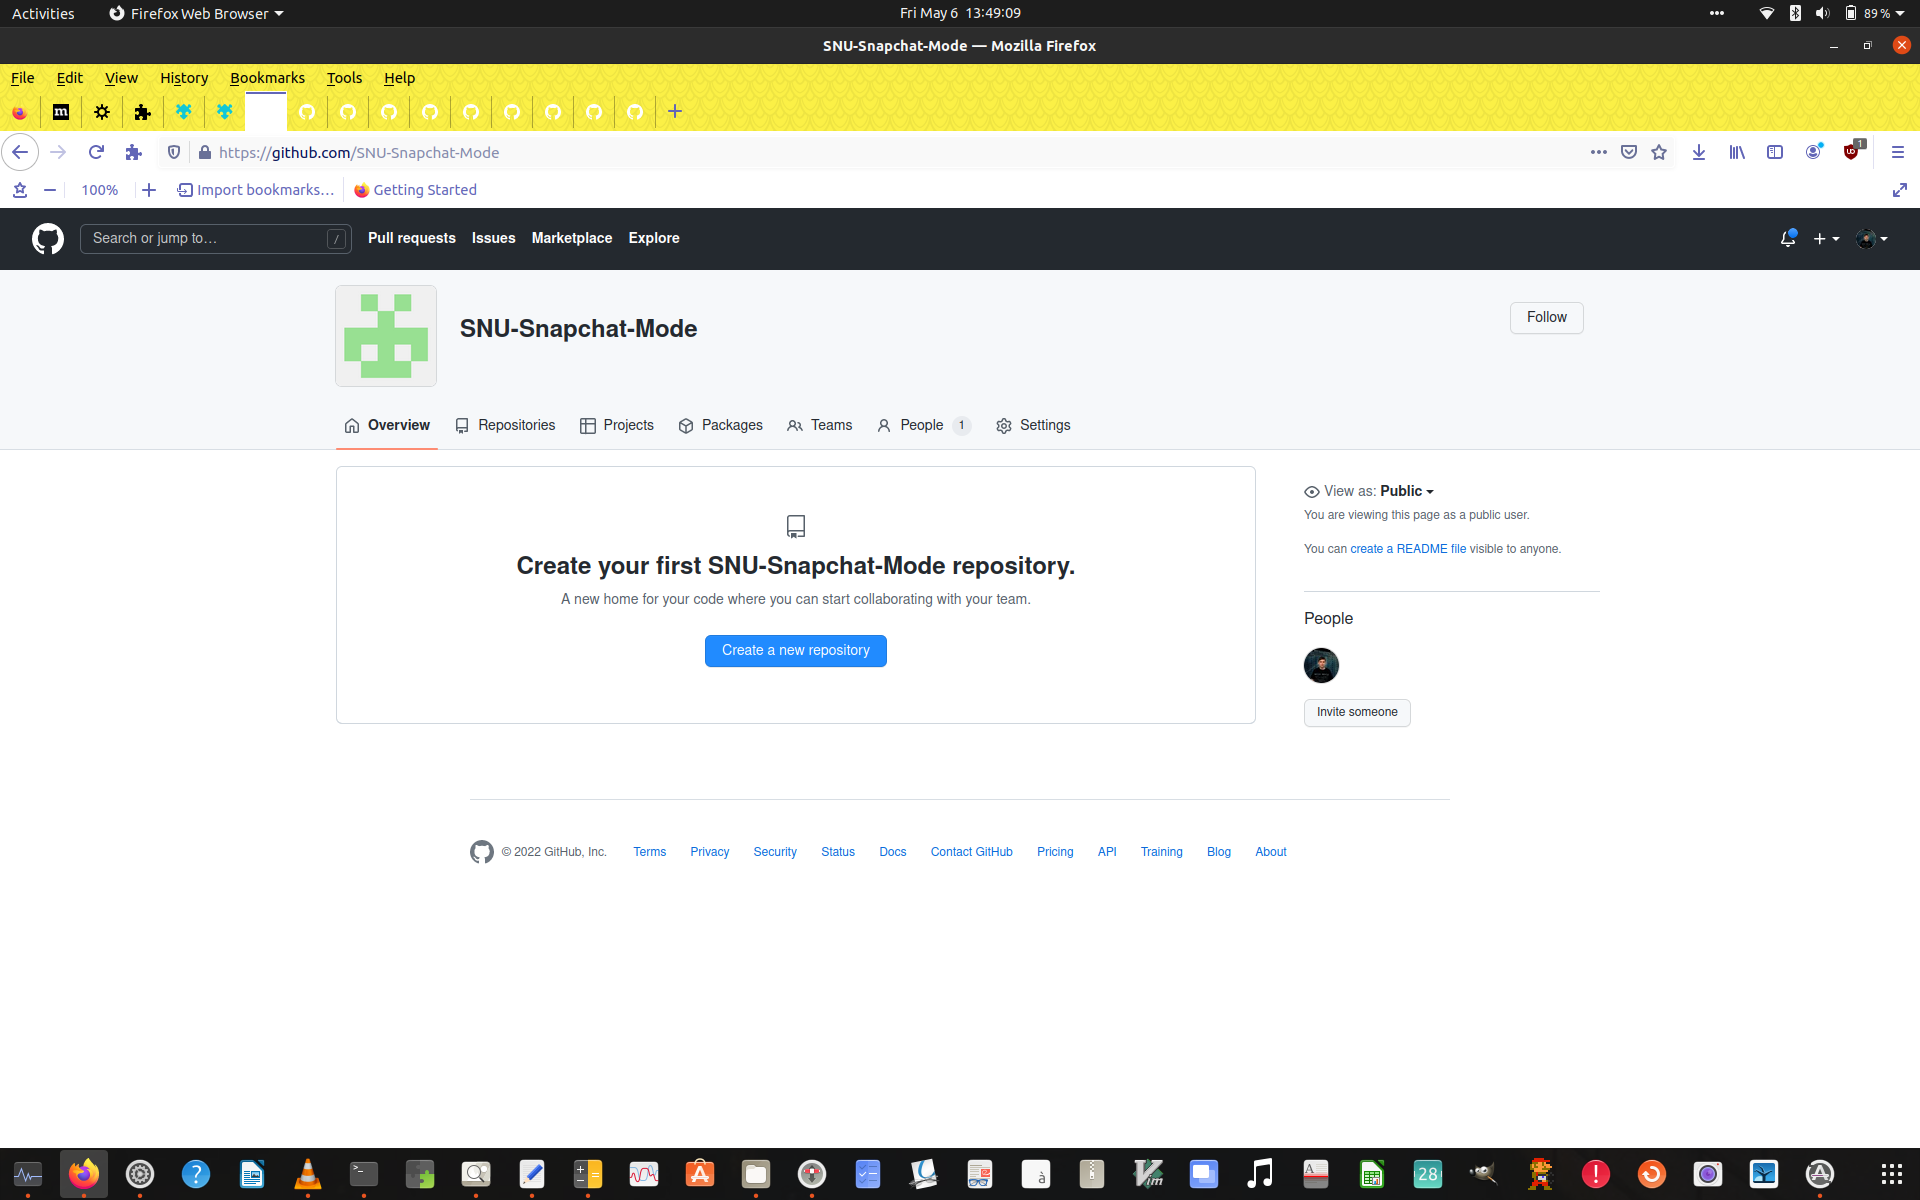 Activities
Firefox Web Browser
Fri May 6 13:49:09
89 %
SNU-Snapchat-Mode — Mozilla Firefox
File Edit View History Bookmarks Tools Help
https://github.com/SNU-Snapchat-Mode
1
100%
Import bookmarks…
Getting Started
Search or jump to…
/
Pull requests
Issues
Marketplace
Explore
SNU-Snapchat-Mode
Follow
Overview
Repositories
Projects
Packages
Teams
People 1
Settings
Create your first SNU-Snapchat-Mode repository.
A new home for your code where you can start collaborating with your team.
Create a new repository
View as: Public
You are viewing this page as a public user.
You can create a README file visible to anyone.
People
Invite someone
© 2022 GitHub, Inc.
Terms
Privacy
Security
Status
Docs
Contact GitHub
Pricing
API
Training
Blog
About
28